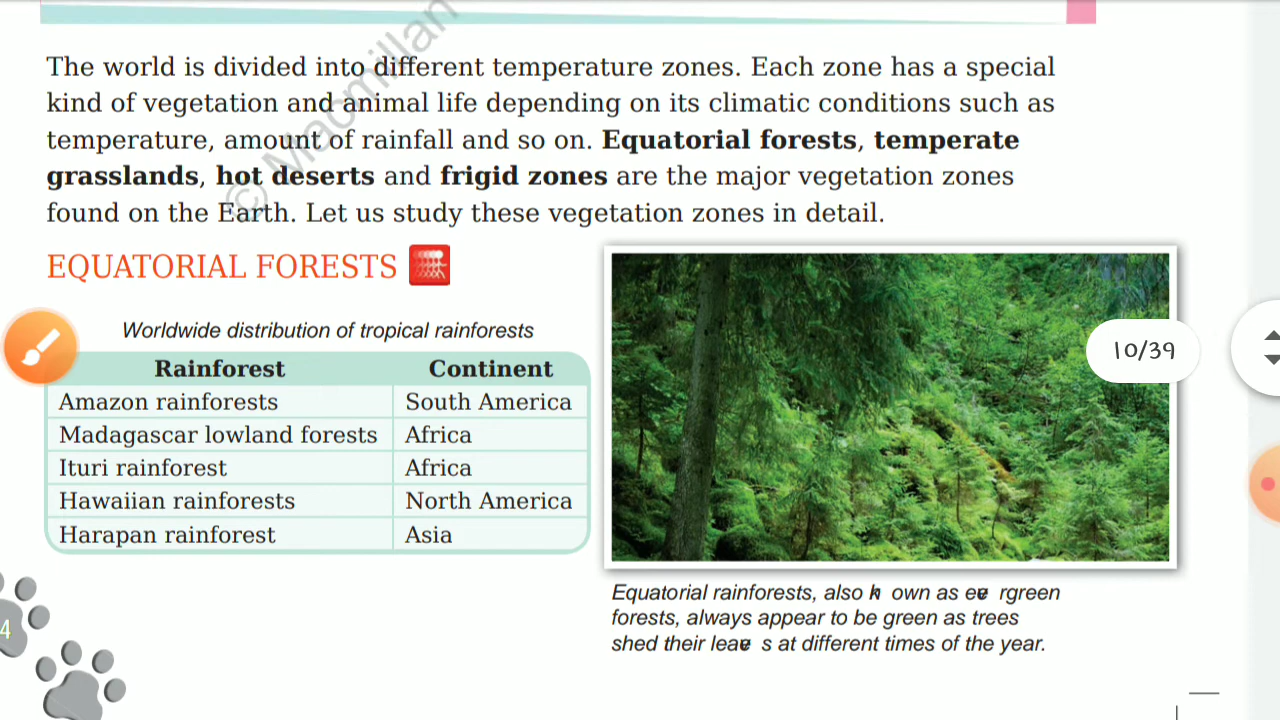 © Macmillan
The world is divided into different temperature zones. Each zone has a special
kind of vegetation and animal life depending on its climatic conditions such as
temperature, amount of rainfall and so on. Equatorial forests, temperate
grasslands, hot deserts and frigid zones are the major vegetation zones
found on the Earth. Let us study these vegetation zones in detail.
EQUATORIAL FORESTS
Worldwide distribution of tropical rainforests
Rainforest Continent
Amazon rainforests South America
Madagascar lowland forests Africa
Ituri rainforest Africa
Hawaiian rainforests North America
Harapan rainforest Asia
10/39
Equatorial rainforests, also known as evergreen
forests, always appear to be green as trees
shed their leaves at different times of the year.
4